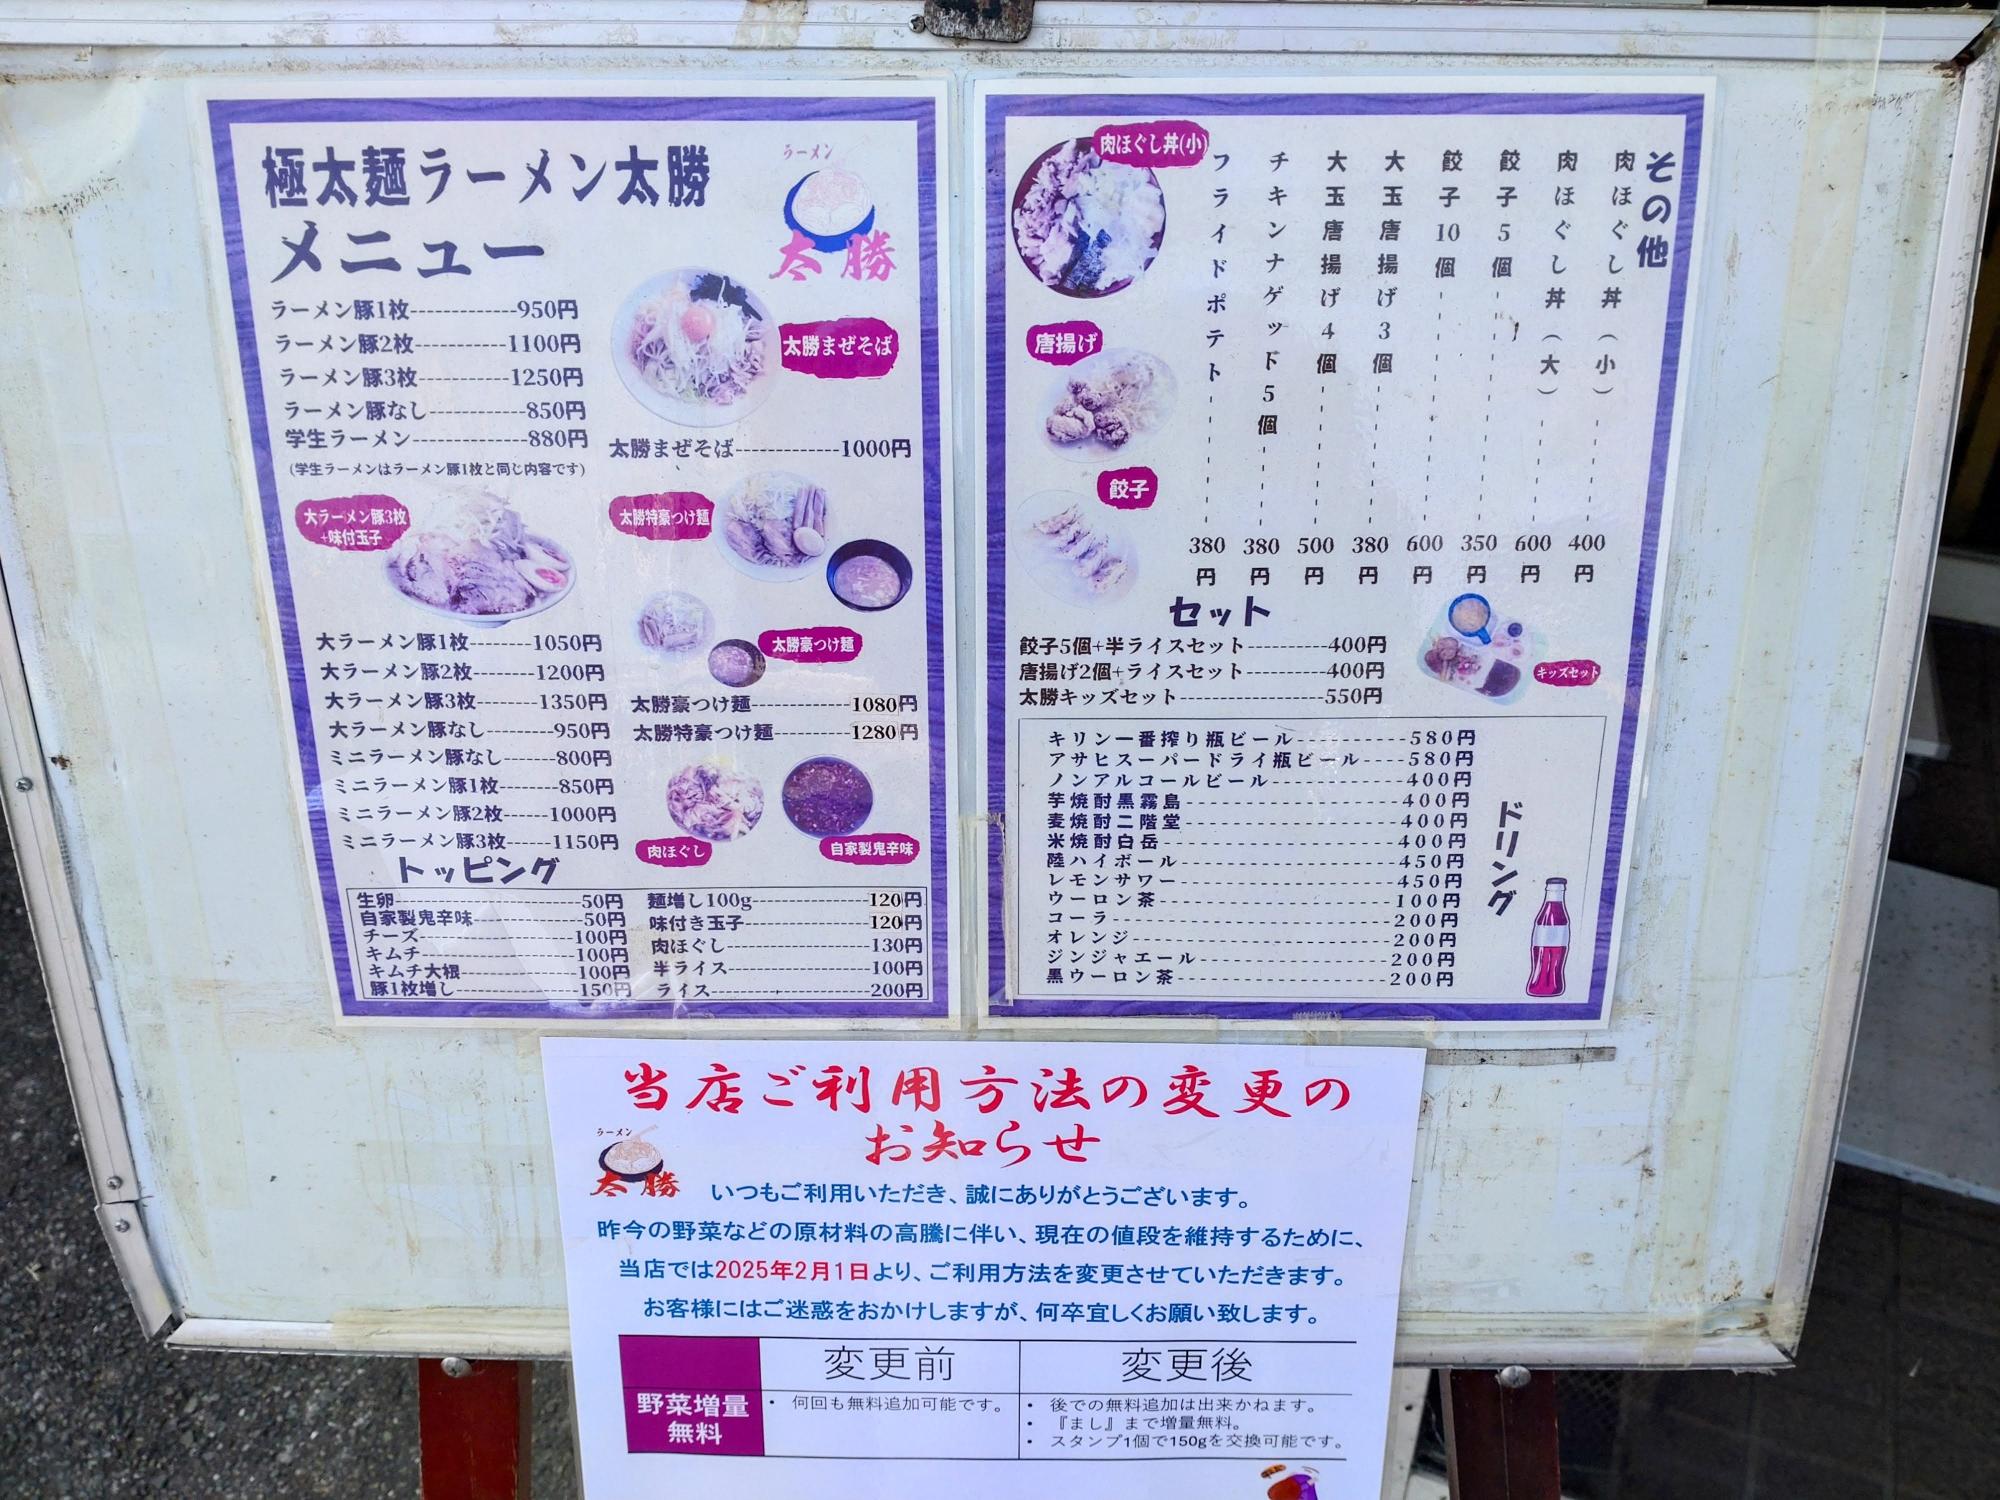 極太麺ラーメン太勝
メニュー
ラーメン
太勝
ラーメン豚1枚------------950円
ラーメン豚2枚----------1100円
ラーメン豚3枚----------1250円
ラーメン豚なし-----------850円
学生ラーメン-------------880円
(学生ラーメンはラーメン豚1枚と同じ内容です)
太勝まぜそば
太勝まぜそば------------1000円
大ラーメン豚3枚
+味付玉子
太勝特豪つけ麺
太勝豪つけ麺
大ラーメン豚1枚-------1050円
大ラーメン豚2枚--------1200円
大ラーメン豚3枚--------1350円
大ラーメン豚なし--------950円
ミニラーメン豚なし------800円
ミニラーメン豚1枚-------850円
ミニラーメン豚2枚-----1000円
ミニラーメン豚3枚-----1150円
太勝豪つけ麺------------1080円
太勝特豪つけ麺---------1280円
肉ほぐし
自家製鬼辛味
トッピング
生卵------------------50円
自家製鬼辛味-----------50円
チーズ----------------100円
キムチ----------------100円
キムチ大根------------100円
豚1枚増し------------150円
麺増し100g------------120円
味付き玉子------------120円
肉ほぐし--------------130円
半ライス--------------100円
ライス----------------200円
その他
肉ほぐし丼(小)
唐揚げ
餃子
肉ほぐし丼(小)-----400円
肉ほぐし丼(大)-----600円
餃子5個-----350円
餃子10個-----600円
大玉唐揚げ3個-----380円
大玉唐揚げ4個-----500円
チキンナゲッド5個-----380円
フライドポテト-----380円
セット
餃子5個+半ライスセット----------400円
唐揚げ2個+ライスセット----------400円
太勝キッズセット-----------------550円
キッズセット
ドリング
キリン一番搾り瓶ビール----------580円
アサヒスーパードライ瓶ビール----580円
ノンアルコールビール------------400円
芋焼酎黒霧島------------------400円
麦焼酎二階堂------------------400円
米焼酎白岳--------------------400円
陸ハイボール------------------450円
レモンサワー------------------450円
ウーロン茶--------------------100円
コーラ------------------------200円
オレンジ----------------------200円
ジンジャエール----------------200円
黒ウーロン茶------------------200円
当店ご利用方法の変更の
お知らせ
ラーメン
太勝
いつもご利用いただき、誠にありがとうございます。
昨今の野菜などの原材料の高騰に伴い、現在の値段を維持するために、
当店では2025年2月1日より、ご利用方法を変更させていただきます。
お客様にはご迷惑をおかけしますが、何卒宜しくお願い致します。
変更前 変更後
野菜増量
無料
• 何回も無料追加可能です。
• 後での無料追加は出来かねます。
• 『まし』まで増量無料。
• スタンプ1個で150gを交換可能です。